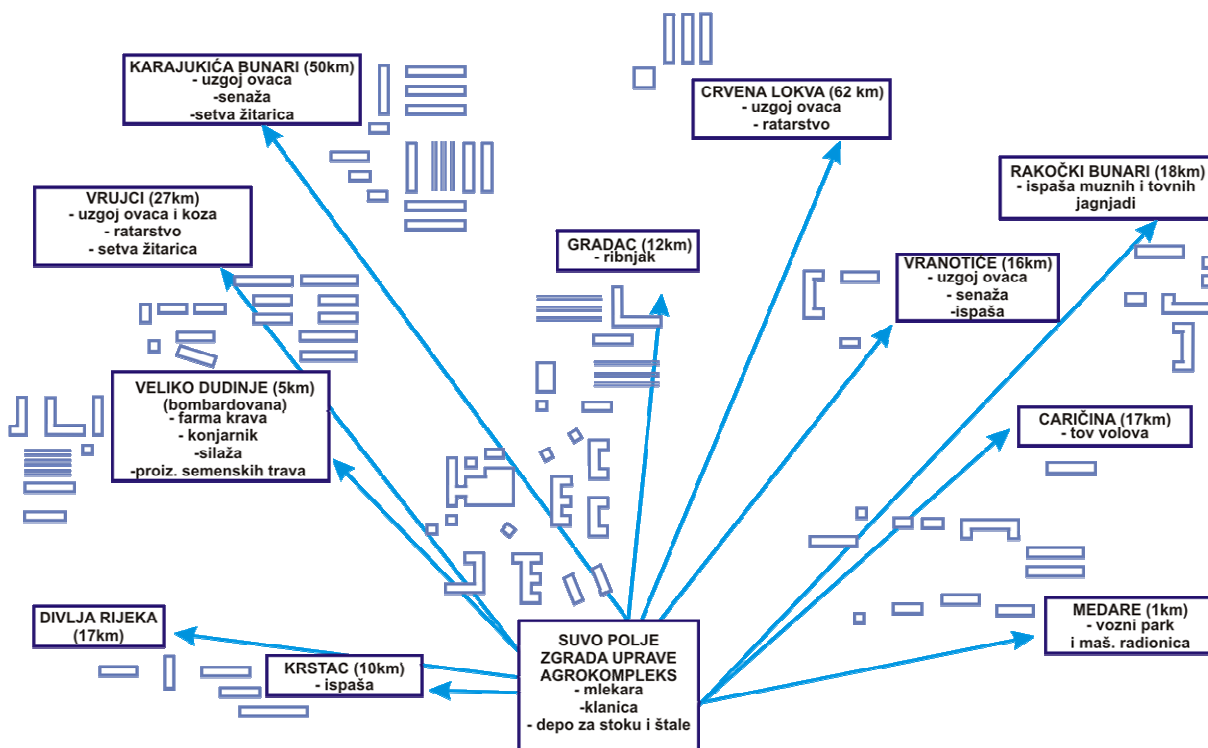 KARAJUKIĆA BUNARI (50km)
- uzgoj ovaca
-senaža
-setva žitarica
CRVENA LOKVA (62 km)
- uzgoj ovaca
- ratarstvo
RAKOČKI BUNARI (18km)
- ispaša muznih i tovnih
jagnjadi
VRUJCI (27km)
- uzgoj ovaca i koza
- ratarstvo
- setva žitarica
GRADAC (12km)
- ribnjak
VRANOTIĆE (16km)
- uzgoj ovaca
- senaža
-ispaša
VELIKO DUDINJE (5km)
(bombardovana)
- farma krava
- konjarnik
-silaža
-proiz. semenskih trava
CARIČINA (17km)
- tov volova
DIVLJA RIJEKA
(17km)
KRSTAC (10km)
- ispaša
SUVO POLJE
ZGRADA UPRAVE
AGROKOMPLEKS
- mlekara
-klanica
- depo za stoku i štale
MEDARE (1km)
- vozni park
i maš. radionica